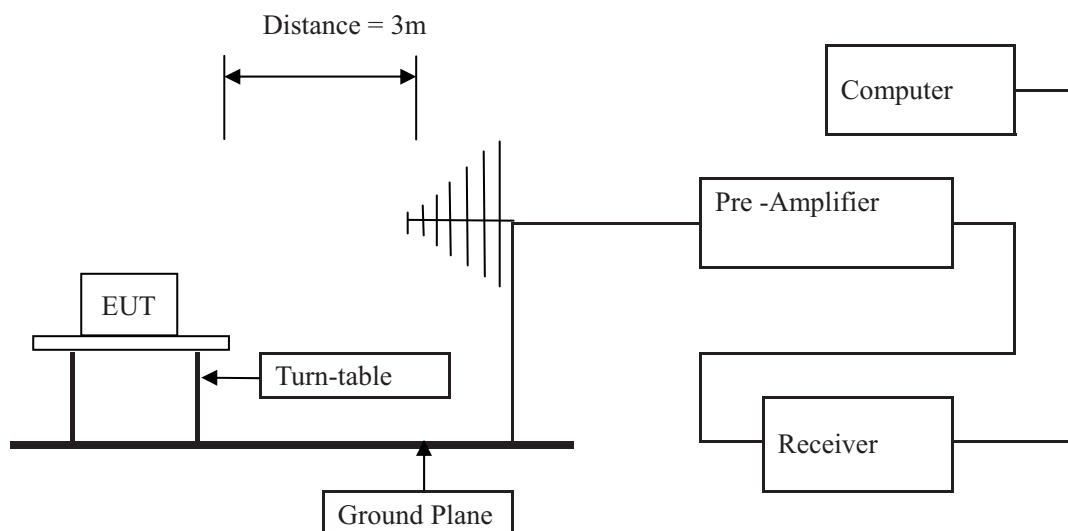 Distance = 3m
Computer
Pre -Amplifier
EUT
Turn-table
Receiver
Ground Plane